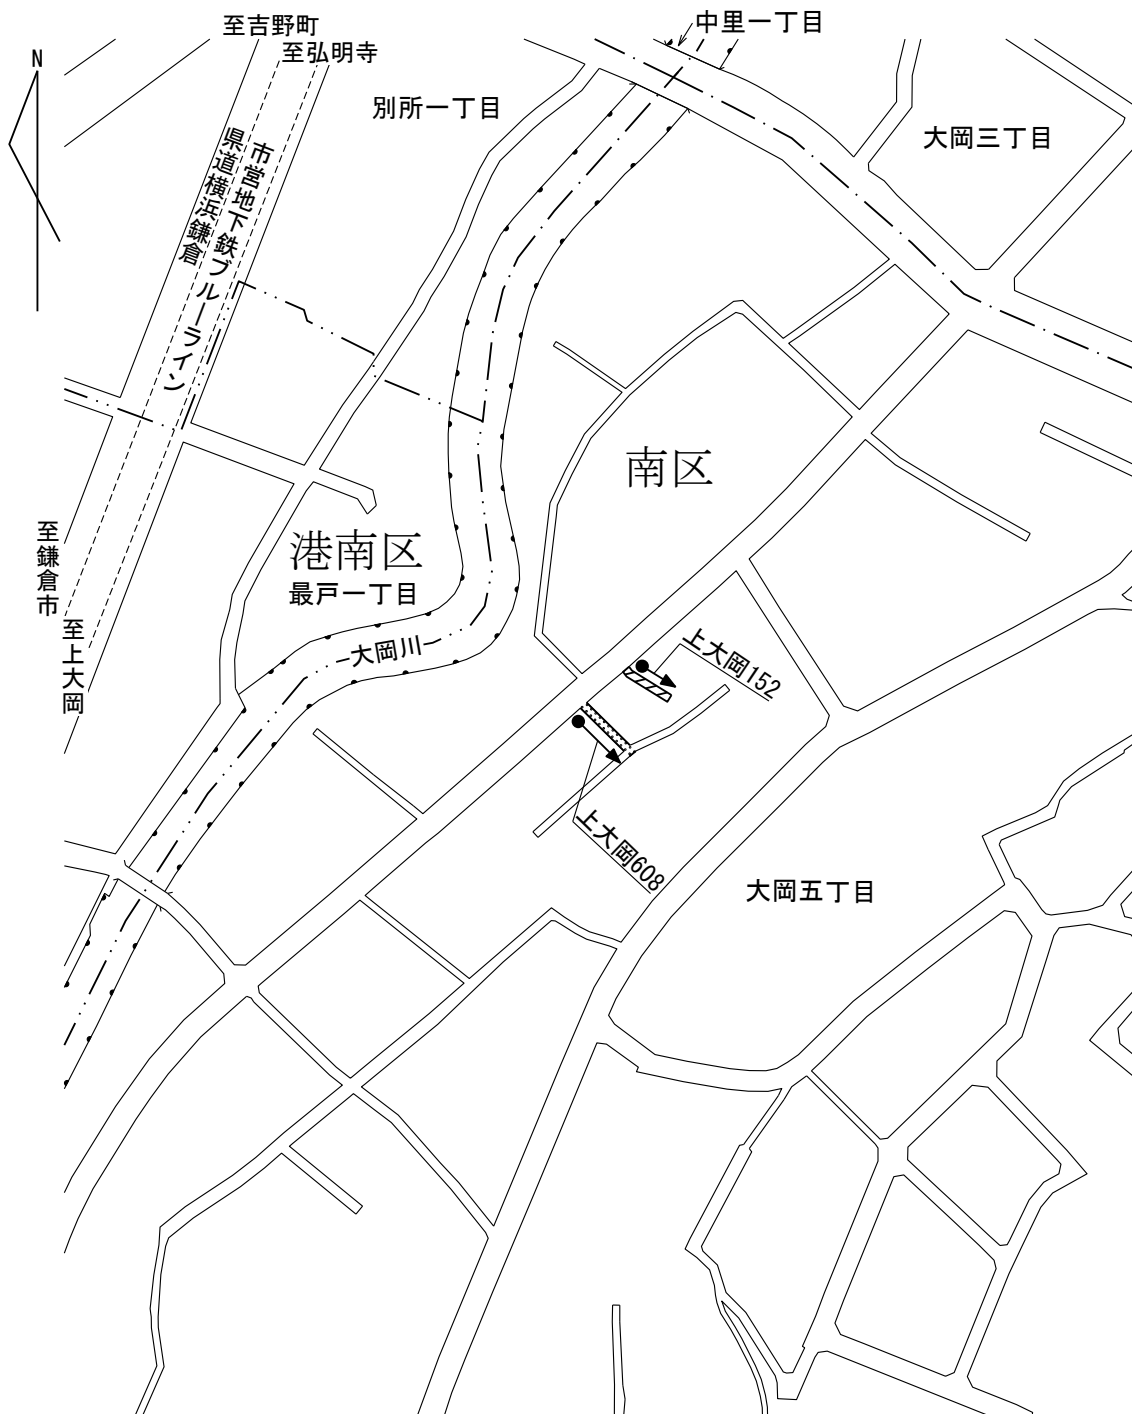 至吉野町
至弘明寺
中里一丁目
N
別所一丁目
大岡三丁目
市営地下鉄ブルーライン
県道横浜鎌倉
南区
港南区
最戸一丁目
至鎌倉市
至上大岡
大岡川
上大岡152
上大岡608
大岡五丁目